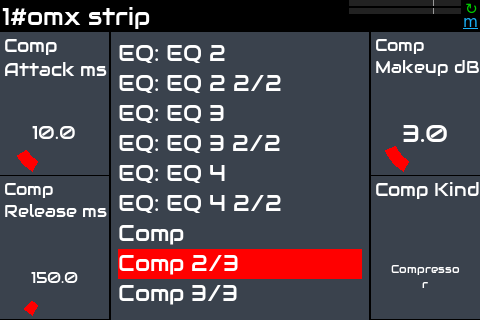 1#omx strip
m
Comp
Attack ms
10.0
Comp
Release ms
150.0
EQ: EQ 2
EQ: EQ 2 2/2
EQ: EQ 3
EQ: EQ 3 2/2
EQ: EQ 4
EQ: EQ 4 2/2
Comp
Comp 2/3
Comp 3/3
Comp
Makeup dB
3.0
Comp Kind
Compresso
r